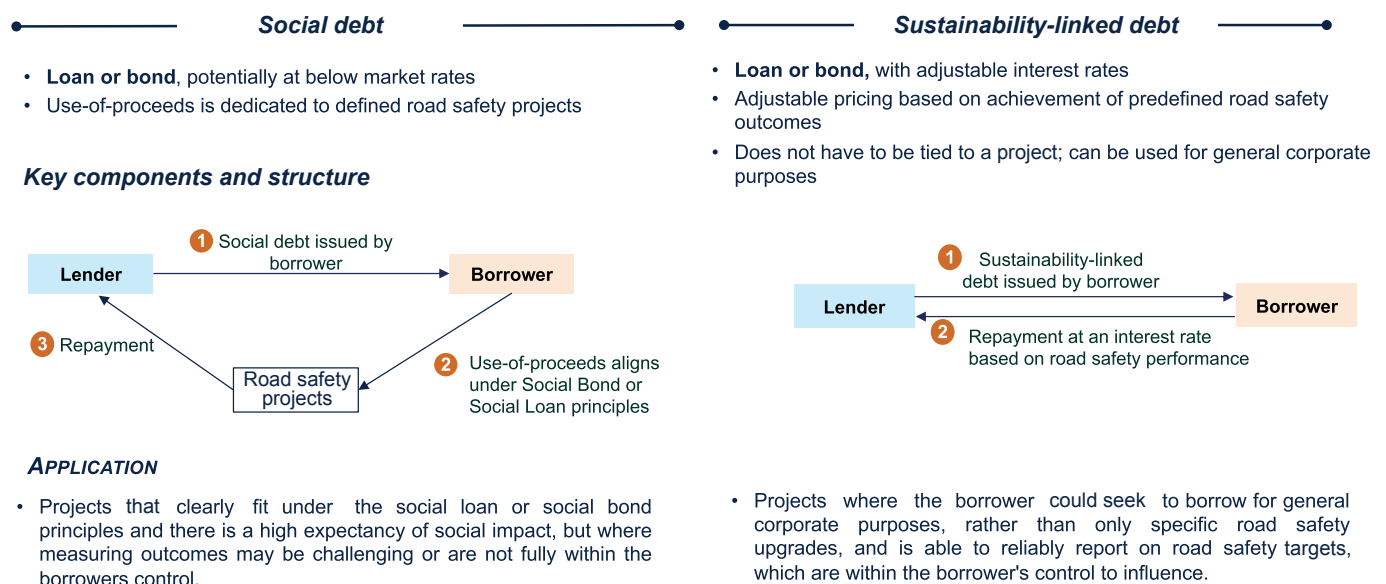 Social debt
• Loan or bond, potentially at below market rates
• Use-of-proceeds is dedicated to defined road safety projects
Key components and structure
1 Social debt issued by
borrower
Lender
Borrower
3 Repayment
Road safety
projects
2 Use-of-proceeds aligns
under Social Bond or
Social Loan principles
APPLICATION
• Projects that clearly fit under the social loan or social bond
principles and there is a high expectancy of social impact, but where
measuring outcomes may be challenging or are not fully within the
borrowers control.
Sustainability-linked debt
• Loan or bond, with adjustable interest rates
• Adjustable pricing based on achievement of predefined road safety
outcomes
• Does not have to be tied to a project; can be used for general corporate
purposes
1 Sustainability-linked
debt issued by borrower
Lender
Borrower
2 Repayment at an interest rate
based on road safety performance
• Projects where the borrower could seek to borrow for general
corporate purposes, rather than only specific road safety
upgrades, and is able to reliably report on road safety targets,
which are within the borrower's control to influence.